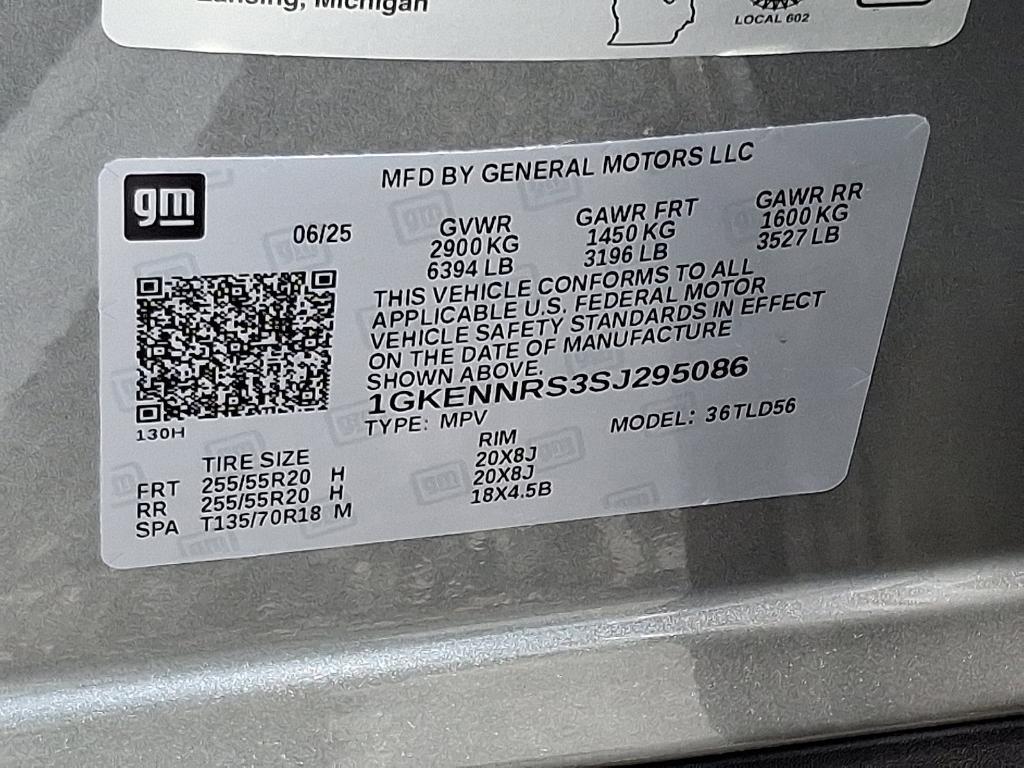 Lansing, Michigan
LOCAL 602
gm
MFD BY GENERAL MOTORS LLC
06/25
GVWR
2900 KG
6394 LB
GAWR FRT
1450 KG
3196 LB
GAWR RR
1600 KG
3527 LB
THIS VEHICLE CONFORMS TO ALL
APPLICABLE U.S. FEDERAL MOTOR
VEHICLE SAFETY STANDARDS IN EFFECT
ON THE DATE OF MANUFACTURE
SHOWN ABOVE.
1GKENNRS3SJ295086
TYPE: MPV
MODEL: 36TLD56
130H
TIRE SIZE RIM
FRT 255/55R20 H 20X8J
RR 255/55R20 H 20X8J
SPA T135/70R18 M 18X4.5B